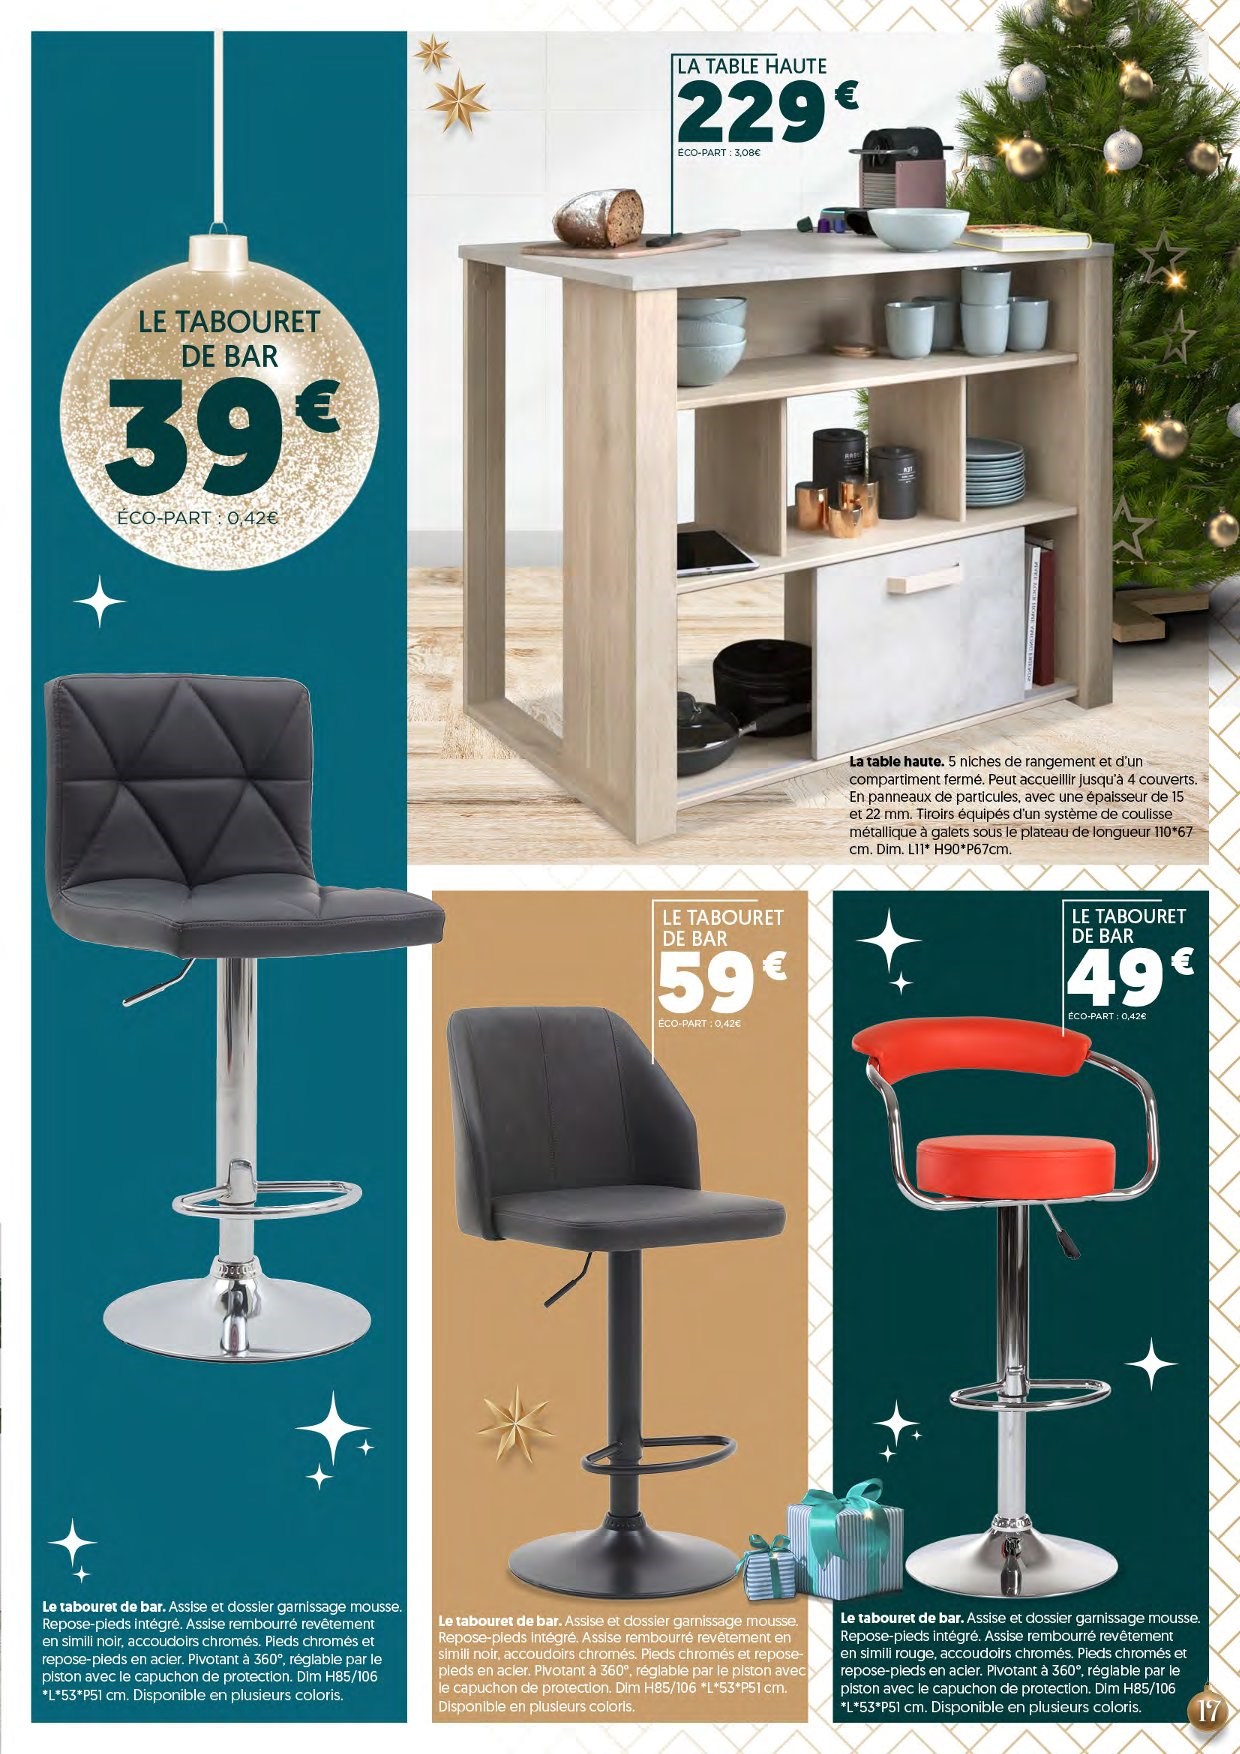 LE TABOURET
DE BAR
39€
ÉCO-PART : 0,42€
LA TABLE HAUTE
229€
ÉCO-PART : 3,08€
La table haute. 5 niches de rangement et d'un
compartiment fermé. Peut accueillir jusqu'à 4 couverts.
En panneaux de particules, avec une épaisseur de 15
et 22 mm. Tiroirs équipés d'un système de coulisse
métallique à galets sous le plateau de longueur 110*67
cm. Dim. L11* H90*P67cm.
LE TABOURET
DE BAR
59€
ÉCO-PART : 0,42€
LE TABOURET
DE BAR
49€
ÉCO-PART : 0,42€
Le tabouret de bar. Assise et dossier garnissage mousse.
Repose-pieds intégré. Assise rembourré revêtement
en simili noir, accoudoirs chromés. Pieds chromés et
repose-pieds en acier. Pivotant à 360°, réglable par le
piston avec le capuchon de protection. Dim H85/106
*L*53*P51 cm. Disponible en plusieurs coloris.
Le tabouret de bar. Assise et dossier garnissage mousse.
Repose-pieds intégré. Assise rembourré revêtement en
simili noir, accoudoirs chromés. Pieds chromés et repose-
pieds en acier. Pivotant à 360°, réglable par le piston avec
le capuchon de protection. Dim H85/106 *L*53*P51 cm.
Disponible en plusieurs coloris.
Le tabouret de bar. Assise et dossier garnissage mousse.
Repose-pieds intégré. Assise rembourré revêtement
en simili rouge, accoudoirs chromés. Pieds chromés et
repose-pieds en acier. Pivotant à 360°, réglable par le
piston avec le capuchon de protection. Dim H85/106
*L*53*P51 cm. Disponible en plusieurs coloris.
17